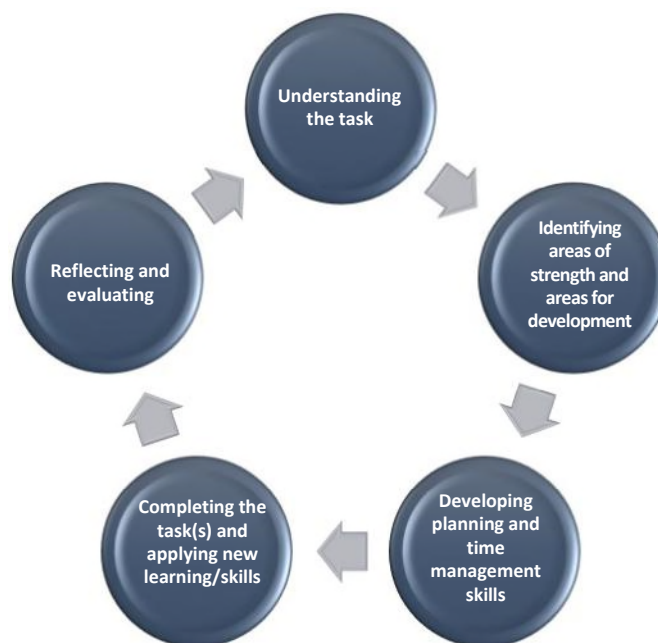 Understanding
the task
Identifying
areas of
strength and
areas for
development
Developing
planning and
time
management
skills
Completing the
task(s) and
applying new
learning/skills
Reflecting and
evaluating